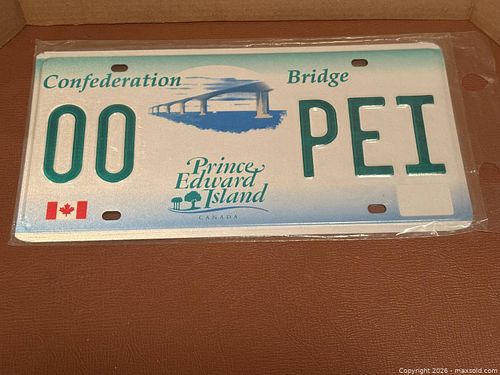 Confederation Bridge
00 PEI
Prince
Edward
Island
CANADA
Copyright 2026 - maxsold.com